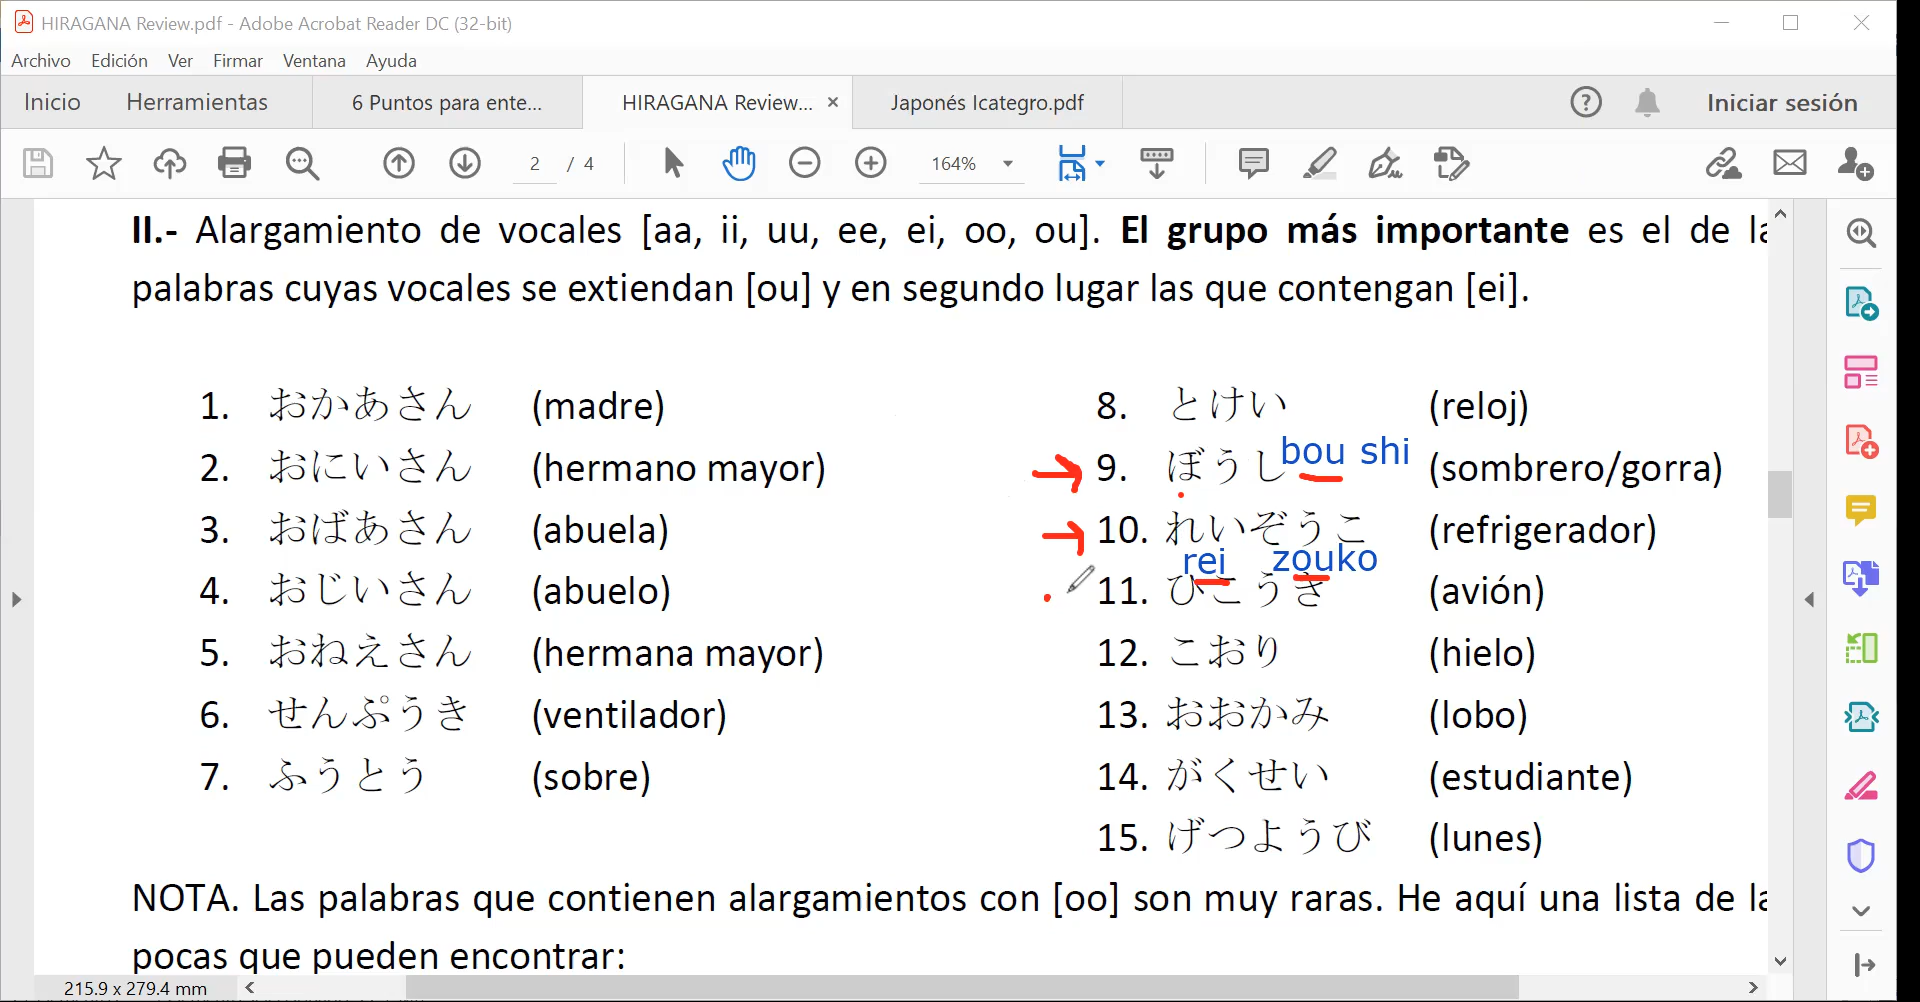 HIRAGANA Review.pdf - Adobe Acrobat Reader DC (32-bit)
Archivo Edición Ver Firmar Ventana Ayuda
Inicio Herramientas 6 Puntos para ente... HIRAGANA Review... × Japonés Icategro.pdf Iniciar sesión
2 / 4 164%
II.- Alargamiento de vocales [aa, ii, uu, ee, ei, oo, ou]. El grupo más importante es el de la
palabras cuyas vocales se extiendan [ou] y en segundo lugar las que contengan [ei].
1. おかあさん (madre)
2. おにいさん (hermano mayor)
3. おばあさん (abuela)
4. おじいさん (abuelo)
5. おねえさん (hermana mayor)
6. せんぷうき (ventilador)
7. ふうとう (sobre)
8. とけい (reloj)
bou shi
9. ぼうし (sombrero/gorra)
10. れいぞうこ (refrigerador)
rei zouko
11. ひこうき (avión)
12. こおり (hielo)
13. おおかみ (lobo)
14. がくせい (estudiante)
15. げつようび (lunes)
NOTA. Las palabras que contienen alargamientos con [oo] son muy raras. He aquí una lista de la
pocas que pueden encontrar:
215.9 x 279.4 mm